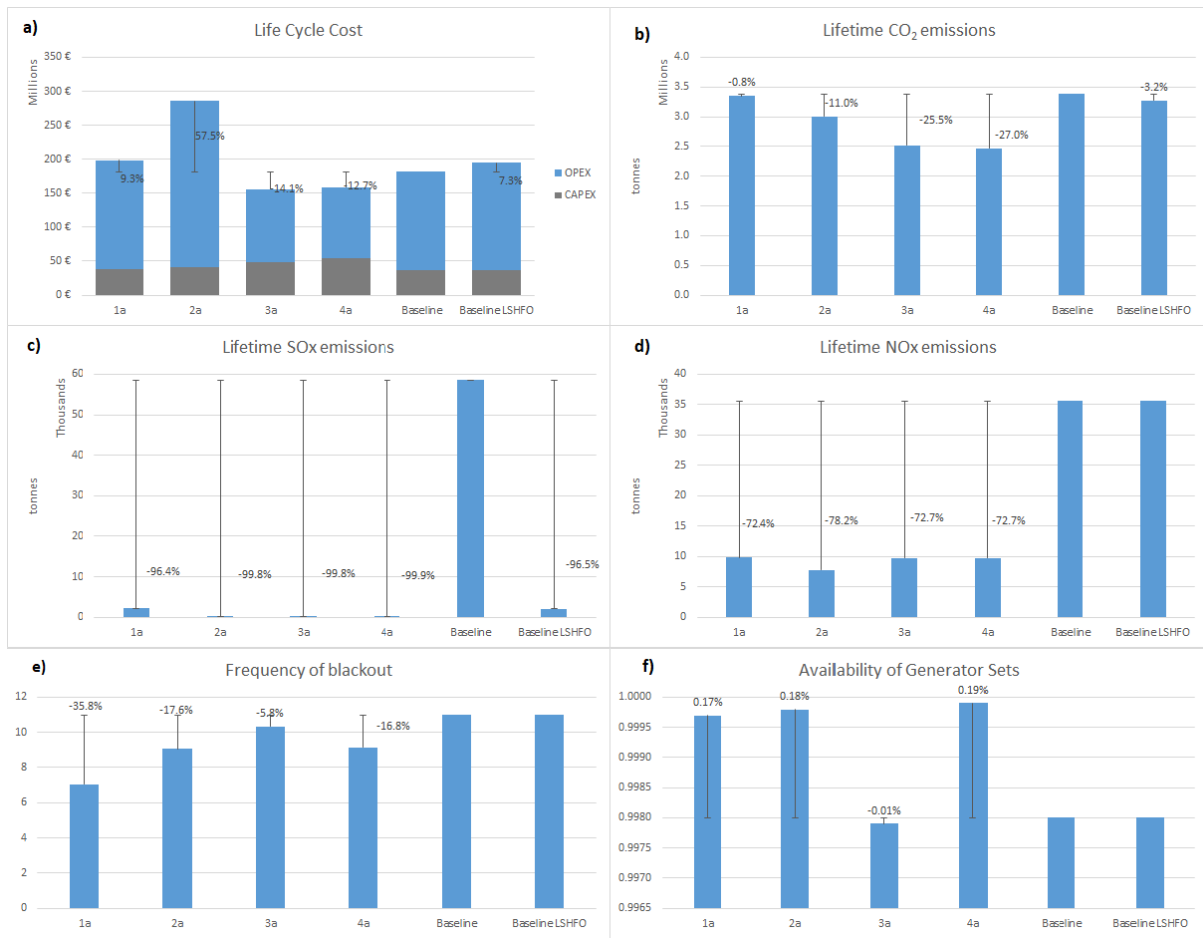 a)
Life Cycle Cost
Millions
350 €
300 €
250 €
200 €
150 €
100 €
50 €
0 €
9.3%
57.5%
-14.1%
-12.7%
7.3%
OPEX
CAPEX
1a 2a 3a 4a Baseline Baseline LSHFO
b)
Lifetime CO₂ emissions
Millions
tonnes
4.0
3.5
3.0
2.5
2.0
1.5
1.0
0.5
0.0
-0.8%
-11.0%
-25.5%
-27.0%
-3.2%
1a 2a 3a 4a Baseline Baseline LSHFO
c)
Lifetime SOx emissions
Thousands
tonnes
60
50
40
30
20
10
0
-96.4%
-99.8%
-99.8%
-99.9%
-96.5%
1a 2a 3a 4a Baseline Baseline LSHFO
d)
Lifetime NOx emissions
Thousands
tonnes
40
35
30
25
20
15
10
5
0
-72.4%
-78.2%
-72.7%
-72.7%
1a 2a 3a 4a Baseline Baseline LSHFO
e)
Frequency of blackout
12
10
8
6
4
2
0
-35.8%
-17.6%
-5.8%
-16.8%
1a 2a 3a 4a Baseline Baseline LSHFO
f)
Availability of Generator Sets
1.0000
0.9995
0.9990
0.9985
0.9980
0.9975
0.9970
0.9965
0.17%
0.18%
-0.01%
0.19%
1a 2a 3a 4a Baseline Baseline LSHFO